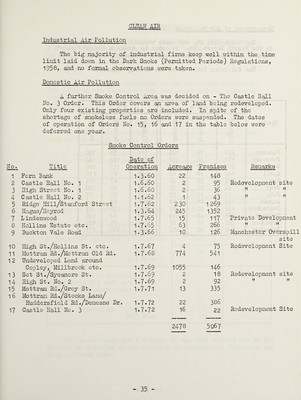 CLEAN AIR
Industrial Air Pollution
The big majority of industrial firms keep well within the time
limit laid down in the Dark Smoke (Permitted Periods) Regulations,
1958, and no formal observations were taken.
Domestic Air Pollution
A further Smoke Control Area was decided on - The Castle Hall
No. 3 Order. This Order covers an area of land being redeveloped.
Only four existing properties are included. In spite of the
shortage of smokeless fuels no Orders were suspended. The dates
of operation of Orders No. 15, 16 and 17 in the table below were
deferred one year.
Smoke Control Orders
No. Title Date of Operation Acreage Premises Remarks
1 Fern Bank 1.3.60 22 148
2 Castle Hall No. 1 1.6.60 2 95 Redevelopment site
3 High Street No. 1 1.6.60 2 36 " "
4 Castle Hall No. 2 1.1.62 1 43 " "
5 Ridge Hill/Stamford Street 1.7.62 230 1269
6 Hague/Heyrod 1.3.64 245 1352
7 Lindenwood 1.7.65 15 117 Private Development
8 Hollins Estate etc. 1.7.65 63 266 " "
9 Buckton Vale Road 1.3.66 10 126 Manchester Overspill
site
10 High St./Hollins St. etc. 1.7.67 4 75 Redevelopment Site
11 Mottram Rd./Mottram Old Rd. 1.7.68 774 541
12 Undeveloped Land around
Copley, Millbrook etc. 1.7.69 1055 146
13 Bet St./Sycamore St. 1.7.69 2 18 Redevelopment site
14 High St. No. 2 1.7.69 2 92 " "
15 Mottram Rd./Grey St. 1.7.71 13 335
16 Mottram Rd./Stocks Lane/
Huddersfield Rd./Demesne Dr. 1.7.72 22 386
17 Castle Hall No. 3 1.7.72 16 22 Redevelopment Site
2478 5067
- 35 -